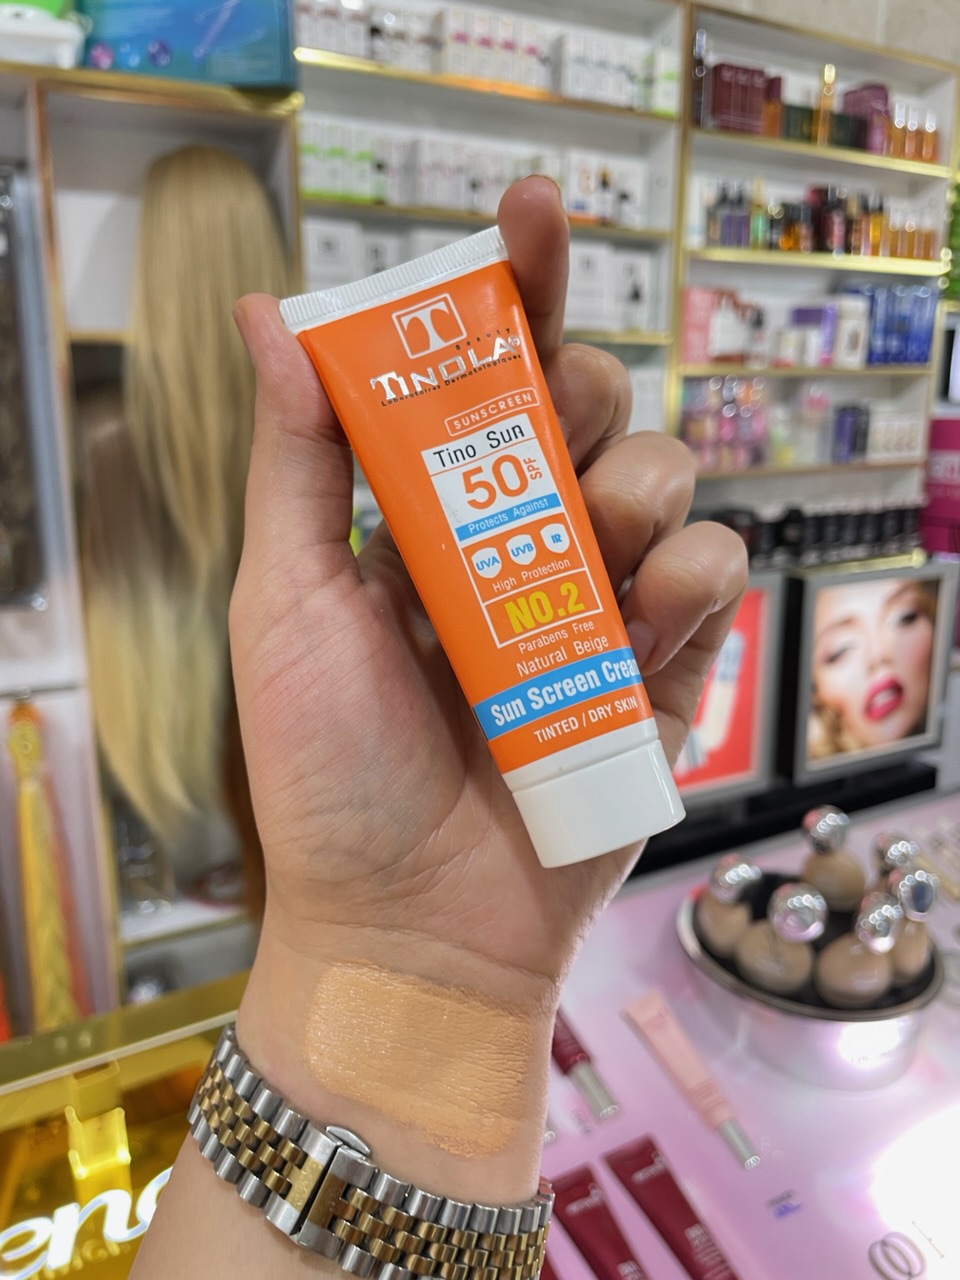 T
Beauty
TINOLA
Laboratoires Dermatologiques
SUNSCREEN
Tino Sun
50 SPF
Protects Against
UVA UVB IR
High Protection
NO.2
Parabens Free
Natural Beige
Sun Screen Cream
TINTED / DRY SKIN